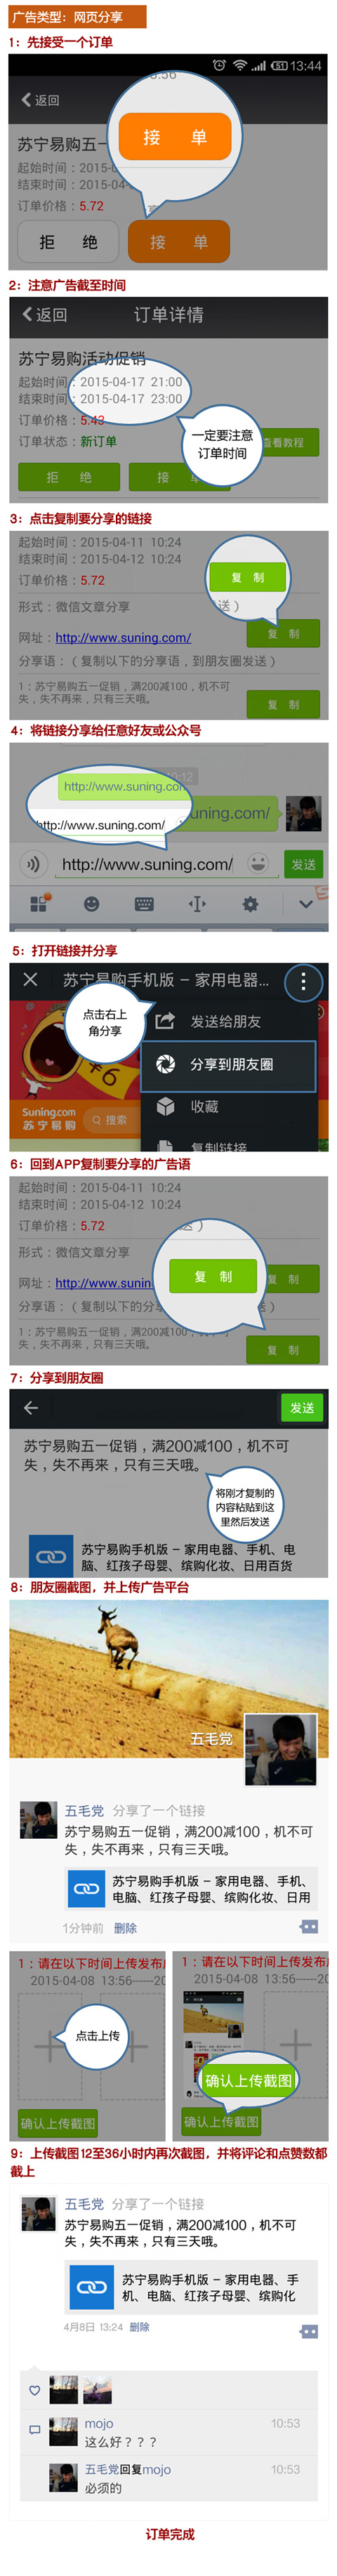 广告类型：网页分享
1：先接受一个订单
13:44
返回
3:56
接 单
苏宁易购五一
起始时间：2015-0
结束时间：2015-04-
订单价格：5.72
拒 绝
接 单
2：注意广告截至时间
返回
订单详情
苏宁易购活动促销
起始时间：2015-04-17 21:00
结束时间：2015-04-17 23:00
订单价格：5.43
订单状态：新订单
一定要注意
订单时间
查看教程
拒 绝
接 单
3：点击复制要分享的链接
起始时间：2015-04-11 10:24
结束时间：2015-04-12 10:24
订单价格：5.72
复 制
形式：微信文章分享
送）
网址：http://www.suning.com/
复 制
分享语：（复制以下的分享语，到朋友圈发送）
1：苏宁易购五一促销，满200减100，机不可
失，失不再来，只有三天哦。
复 制
4：将链接分享给任意好友或公众号
10:12
http://www.suning.com
uning.com/
http://www.suning.com/
http://www.suning.com/
发送
5：打开链接并分享
苏宁易购手机版 – 家用电器...
点击右上
角分享
发送给朋友
分享到朋友圈
¥6
Suning.com
苏宁易购
搜索
收藏
复制链接
6：回到APP复制要分享的广告语
起始时间：2015-04-11 10:24
结束时间：2015-04-12 10:24
订单价格：5.72
送）
形式：微信文章分享
复 制
网址：http://www.sunin
复 制
分享语：（复制以下的分
发送）
1：苏宁易购五一促销，满200减100，机不可
失，失不再来，只有三天哦。
复 制
7：分享到朋友圈
发送
苏宁易购五一促销，满200减100，机不可
失，失不再来，只有三天哦。
将刚才复制的
内容粘贴到这
里然后发送
苏宁易购手机版 – 家用电器、手机、电
脑、红孩子母婴、缤购化妆、日用百货
8：朋友圈截图，并上传广告平台
五毛党
五毛党 分享了一个链接
苏宁易购五一促销，满200减100，机不可
失，失不再来，只有三天哦。
苏宁易购手机版 – 家用电器、手机、
电脑、红孩子母婴、缤购化妆、日用
1分钟前 删除
1：请在以下时间上传发布
2015-04-08 13:56------20
点击上传
确认上传截图
1：请在以下时间上传发布
2015-04-08 13:56------20
确认上传截图
确认上传截图
9：上传截图12至36小时内再次截图，并将评论和点赞数都
截上
五毛党 分享了一个链接
苏宁易购五一促销，满200减100，机不可
失，失不再来，只有三天哦。
苏宁易购手机版 – 家用电器、手
机、电脑、红孩子母婴、缤购化
4月8日 13:24 删除
mojo 10:53
这么好？？？
五毛党回复mojo 10:53
必须的
订单完成